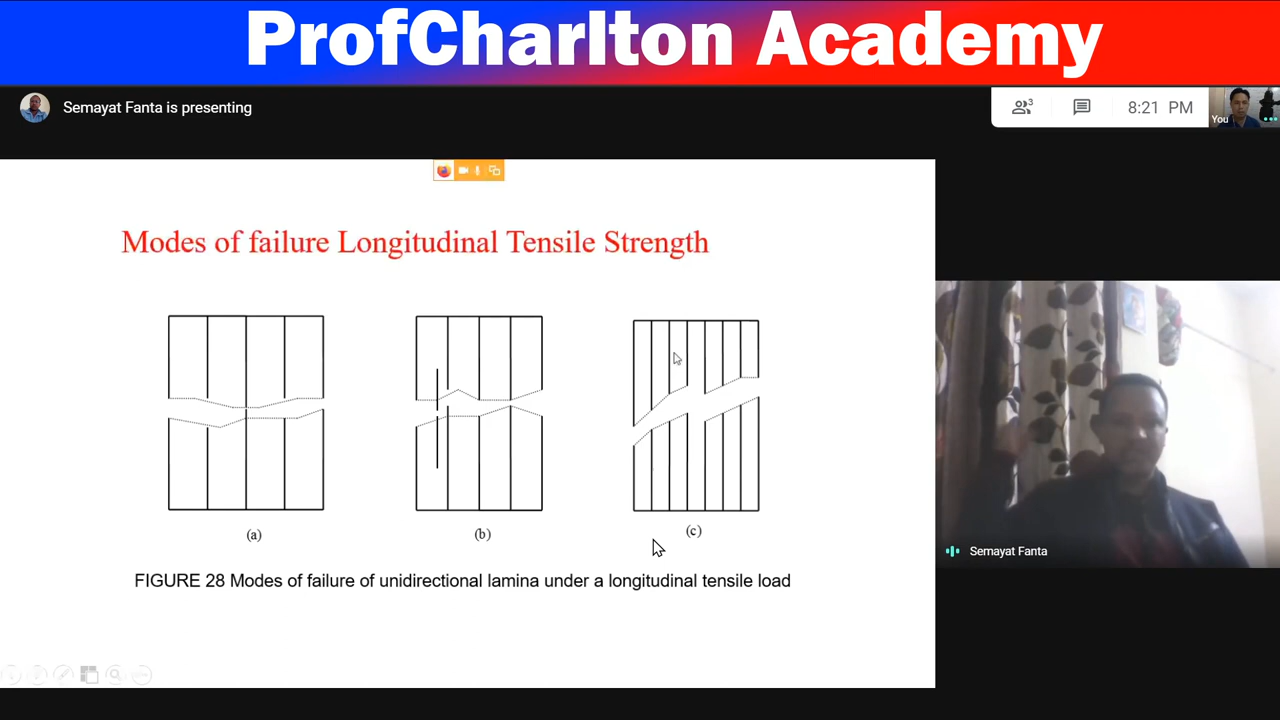 ProfCharlton Academy
Semayat Fanta is presenting
3
8:21 PM
You
Modes of failure Longitudinal Tensile Strength
(a)
(b)
(c)
FIGURE 28 Modes of failure of unidirectional lamina under a longitudinal tensile load
Semayat Fanta